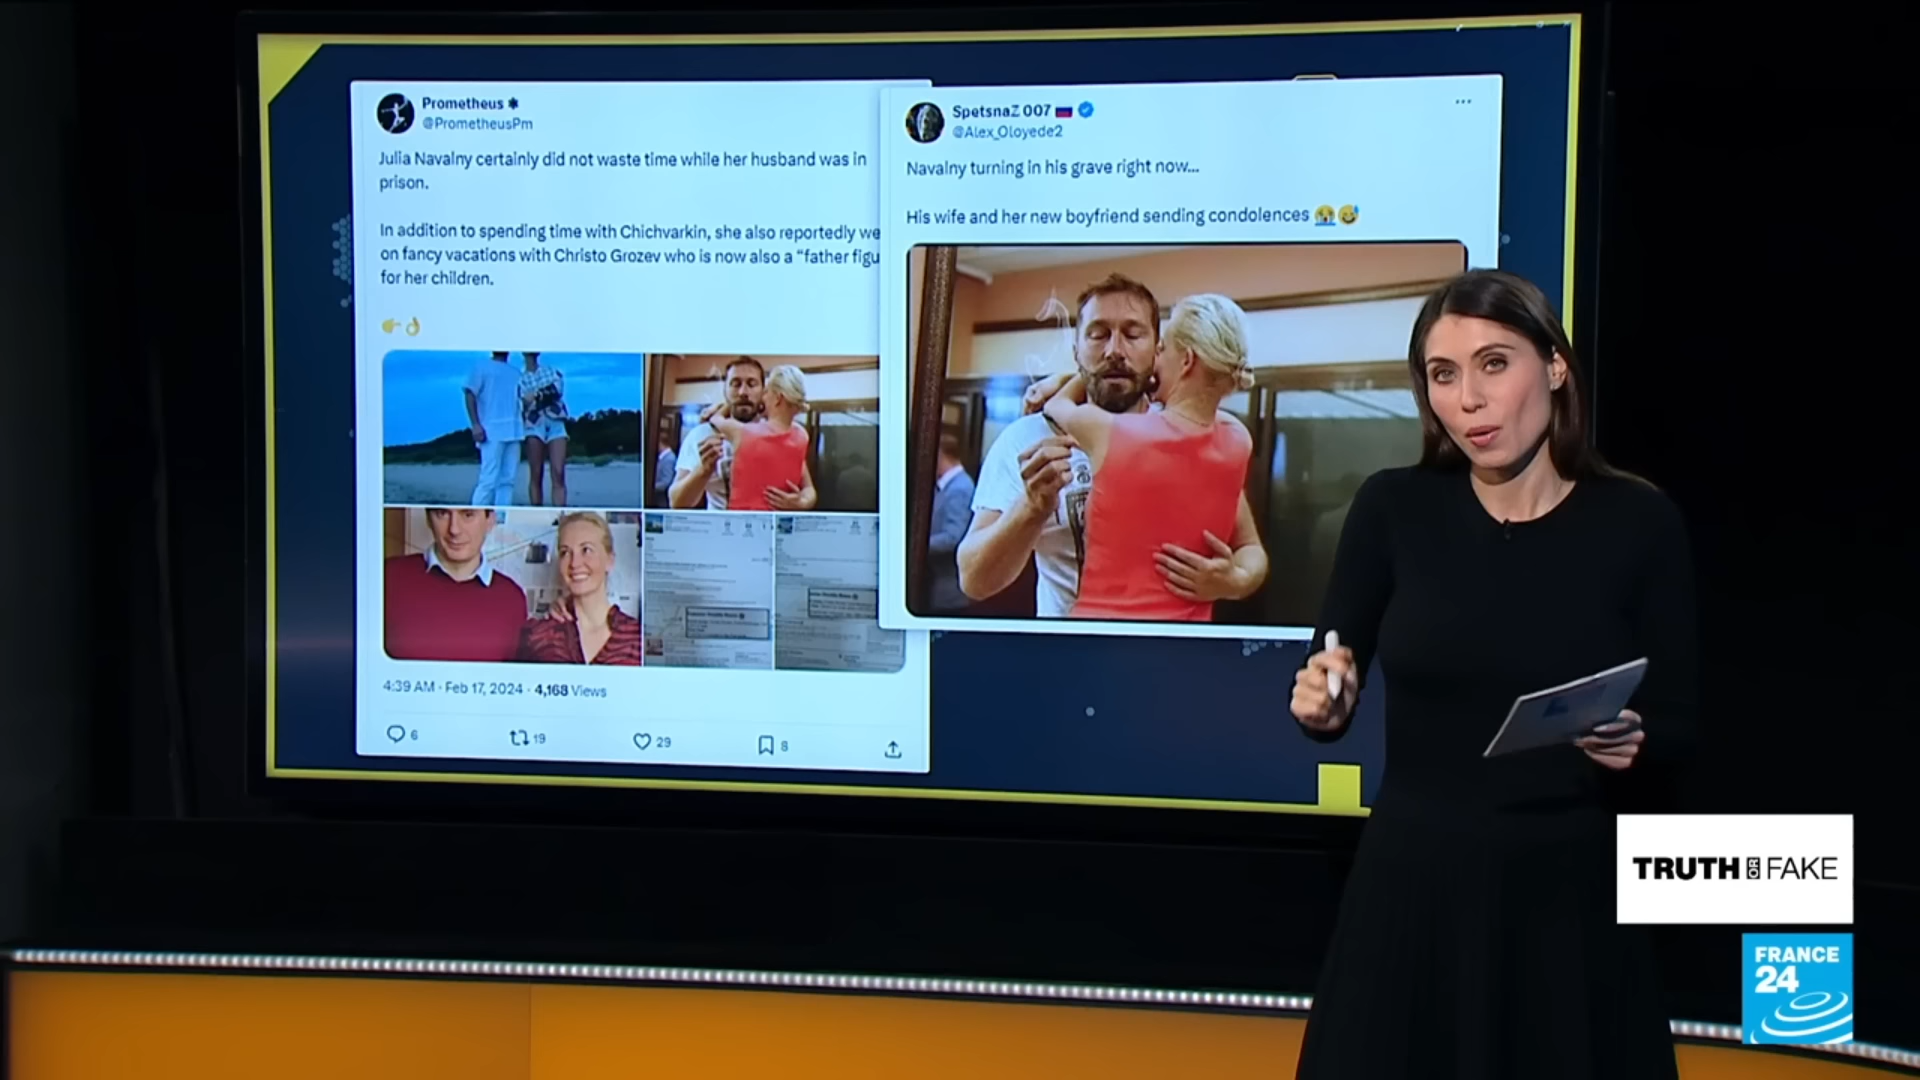 Prometheus
@PrometheusPm
Julia Navalny certainly did not waste time while her husband was in
prison.
In addition to spending time with Chichvarkin, she also reportedly we
on fancy vacations with Christo Grozev who is now also a "father figu
for her children.
4:39 AM · Feb 17, 2024 · 4,168 Views
6
19
29
8
SpetsnaZ 007
@Alex_Oloyede2
Navalny turning in his grave right now...
His wife and her new boyfriend sending condolences
TRUTH OR FAKE
FRANCE
24